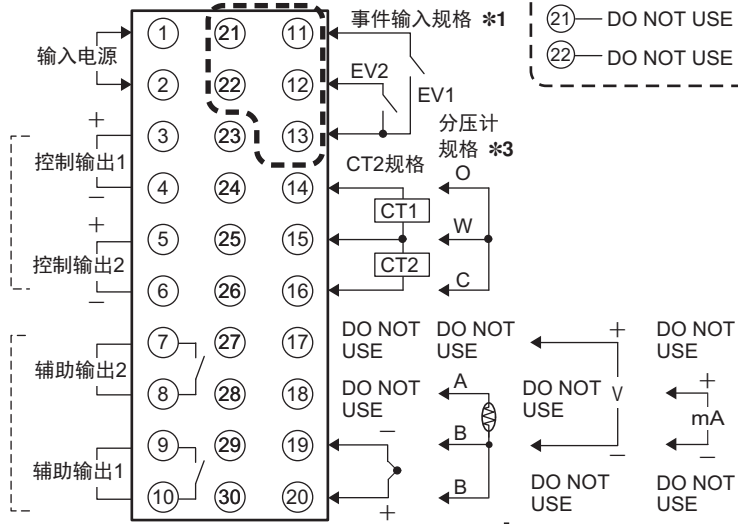 事件输入规格 *1
21 DO NOT USE
22 DO NOT USE
输入电源
1 21 11
2 22 12
EV2
EV1
+
控制输出1
−
3 23 13
4 24 14
分压计
规格 *3
CT2规格
CT1
CT2
O
W
C
+
控制输出2
−
5 25 15
6 26 16
辅助输出2
7 27 17
8 28 18
DO NOT
USE
DO NOT
USE
+
V
−
DO NOT
USE
DO NOT
USE
A
B
B
DO NOT
USE
+
mA
−
辅助输出1
9 29 19
10 30 20
−
+
DO NOT
USE
DO NOT
USE